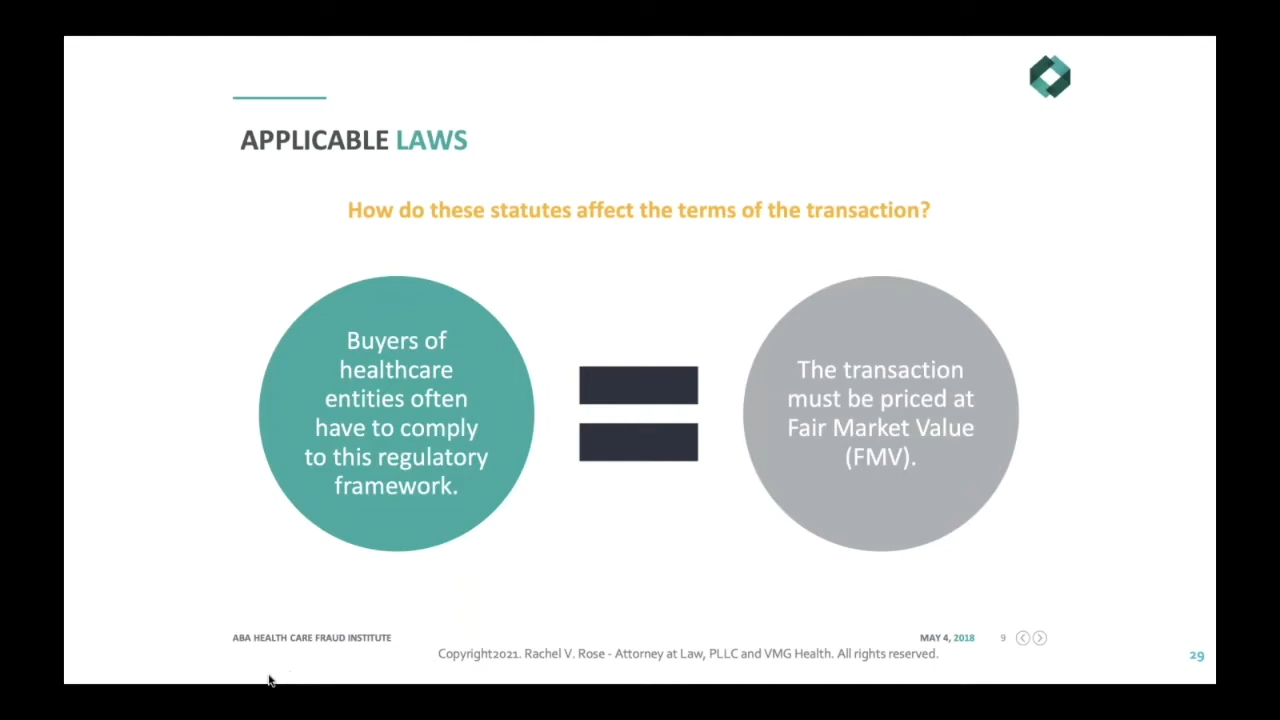 APPLICABLE LAWS
How do these statutes affect the terms of the transaction?
Buyers of
healthcare
entities often
have to comply
to this regulatory
framework.
The transaction
must be priced at
Fair Market Value
(FMV).
ABA HEALTH CARE FRAUD INSTITUTE
MAY 4, 2018
9
Copyright2021. Rachel V. Rose - Attorney at Law, PLLC and VMG Health. All rights reserved.
29